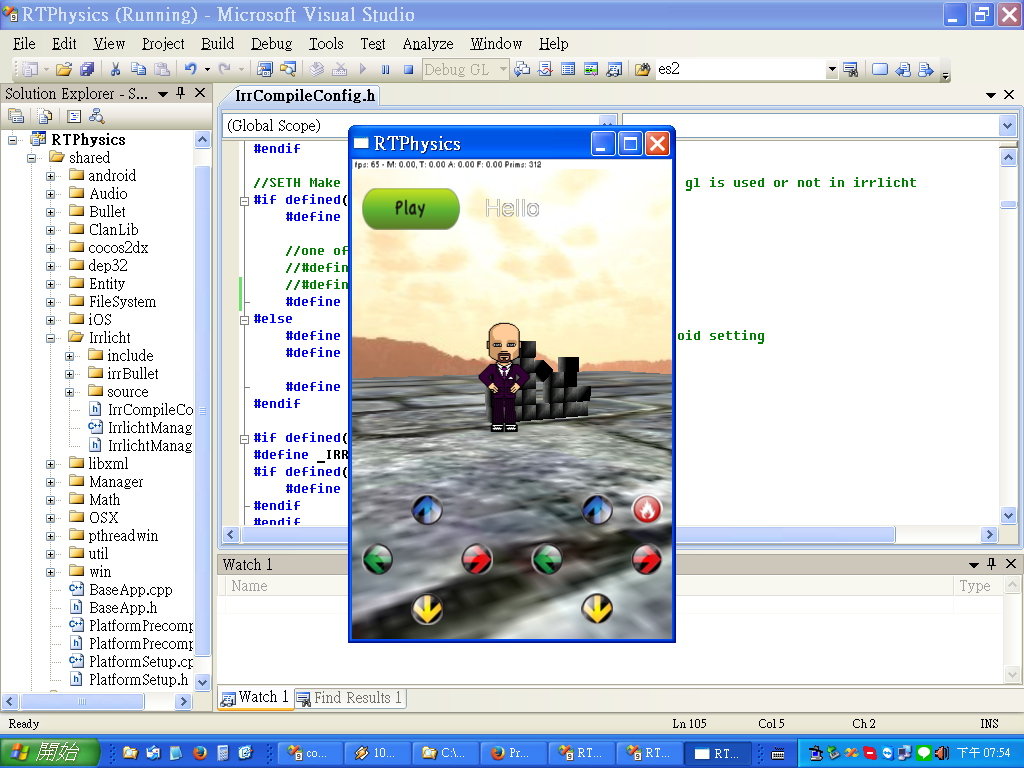 RTPhysics (Running) - Microsoft Visual Studio
File Edit View Project Build Debug Tools Test Analyze Window Help
Debug GL es2
Solution Explorer - S...
IrrCompileConfig.h
(Global Scope)
RTPhysics
shared
android
Audio
Bullet
ClanLib
cocos2dx
dep32
Entity
FileSystem
iOS
Irrlicht
include
irrBullet
source
IrrCompileCo
IrrlichtManag
IrrlichtManag
libxml
Manager
Math
OSX
pthreadwin
util
win
BaseApp.cpp
BaseApp.h
PlatformPrecomp
PlatformPrecomp
PlatformSetup.cp
PlatformSetup.h
#endif
//SETH Make gl is used or not in irrlicht
#if defined(
#define
//one of
//#defin
//#defin
#define
#else
#define oid setting
#define
#define
#endif
#if defined(
#define _IRR
#if defined(
#define
#endif
#endif
RTPhysics
fps: 65 - M: 0.00, T: 0.00 A: 0.00 F: 0.00 Prims: 312
Play
Hello
Watch 1
Name Type
Watch 1 Find Results 1
Ready Ln 105 Col 5 Ch 2 INS
開始 co... 10... C:\... Pr... RT... RT... RT... 下午 07:54